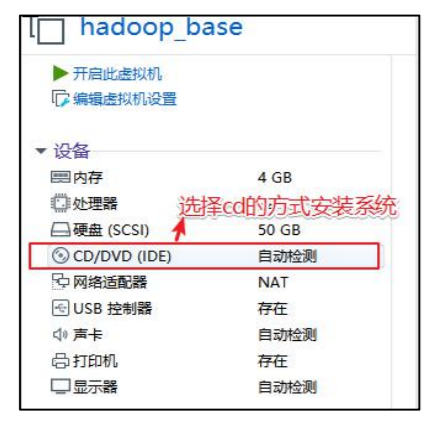 hadoop_base
开启此虚拟机
编辑虚拟机设置
设备
内存 4 GB
处理器
选择cd的方式安装系统
硬盘 (SCSI) 50 GB
CD/DVD (IDE) 自动检测
网络适配器 NAT
USB 控制器 存在
声卡 自动检测
打印机 存在
显示器 自动检测